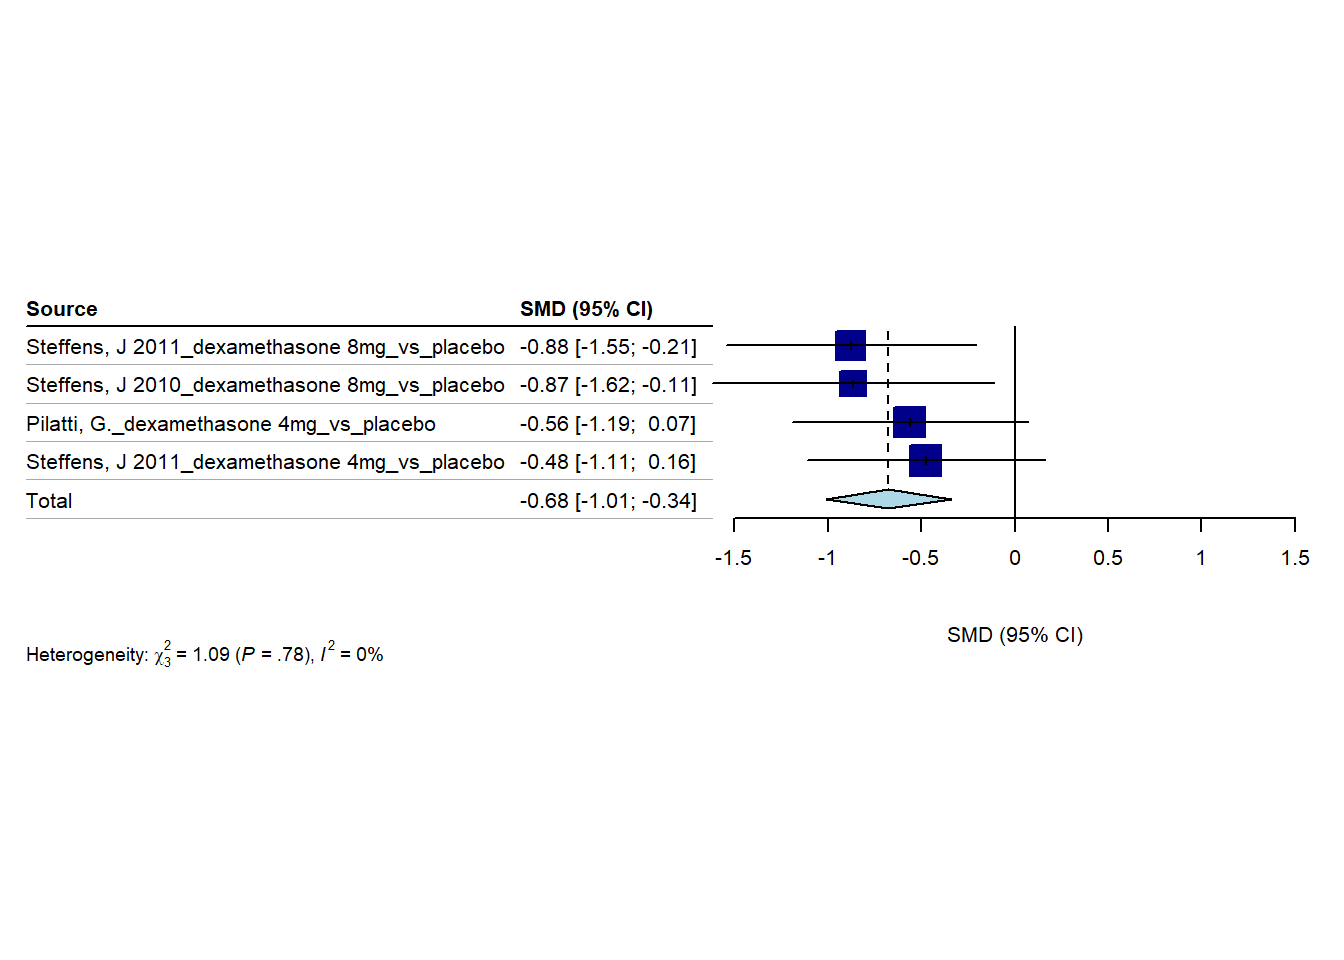 Source SMD (95% CI)
Steffens, J 2011_dexamethasone 8mg_vs_placebo -0.88 [-1.55; -0.21]
Steffens, J 2010_dexamethasone 8mg_vs_placebo -0.87 [-1.62; -0.11]
Pilatti, G._dexamethasone 4mg_vs_placebo -0.56 [-1.19; 0.07]
Steffens, J 2011_dexamethasone 4mg_vs_placebo -0.48 [-1.11; 0.16]
Total -0.68 [-1.01; -0.34]
-1.5 -1 -0.5 0 0.5 1 1.5
SMD (95% CI)
Heterogeneity: χ²₃ = 1.09 (P = .78), I² = 0%